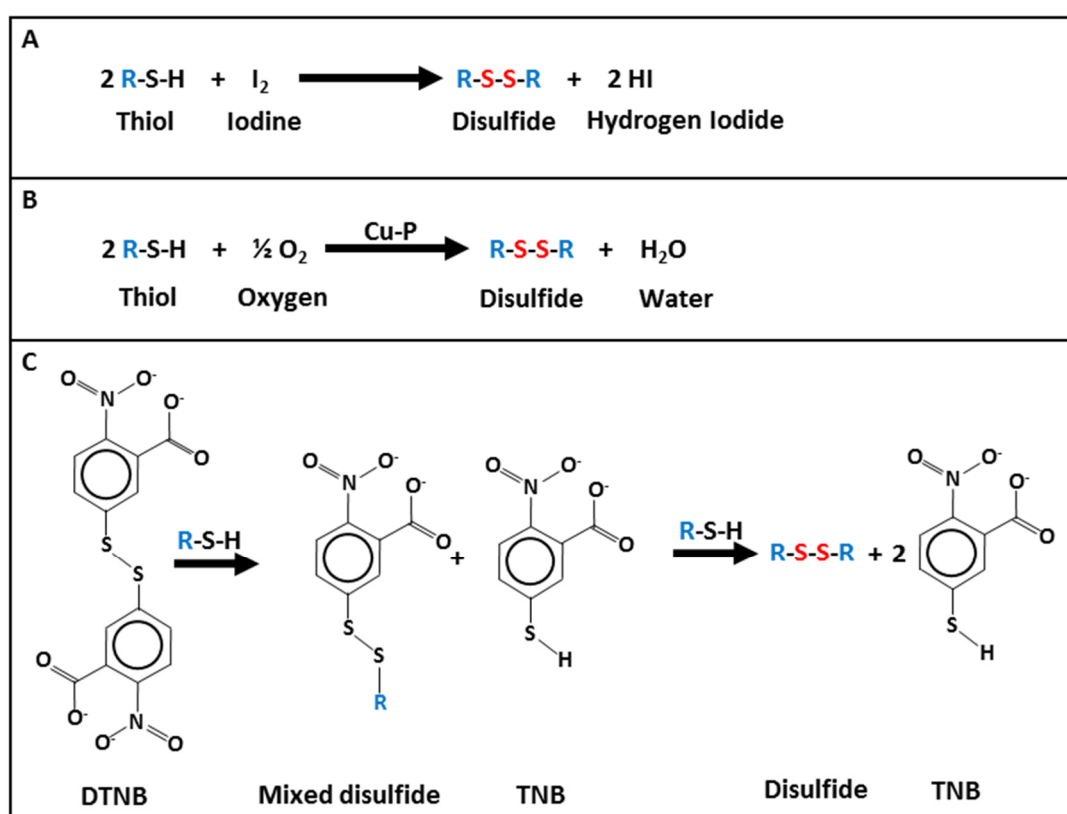 A
2 R-S-H + I₂ R-S-S-R + 2 HI
Thiol Iodine Disulfide Hydrogen Iodide
B
Cu-P
2 R-S-H + ½ O₂ R-S-S-R + H₂O
Thiol Oxygen Disulfide Water
C
O O⁻
N O⁻
O
S
S
O
O⁻
N
O⁻ O
R-S-H
O O⁻
N O⁻
O
S
S
R
+
O O⁻
N O⁻
O
S
H
R-S-H
R-S-S-R + 2
O O⁻
N O⁻
O
S
H
DTNB Mixed disulfide TNB Disulfide TNB